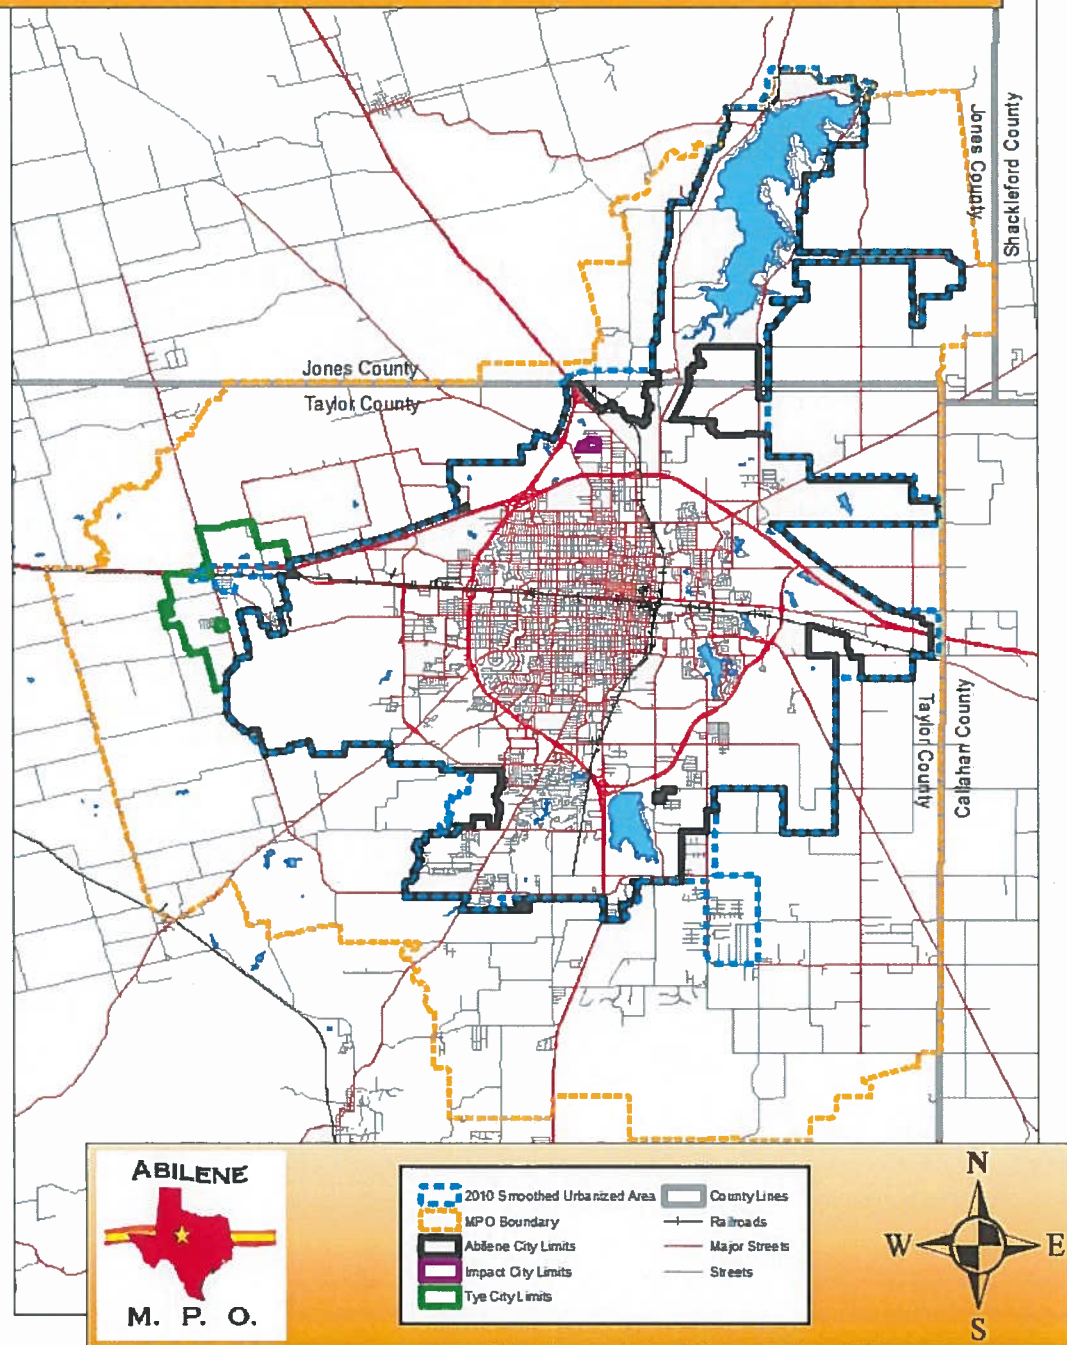 Jones County
Shackleford County
Jones County
Taylor County
Taylor County
Callahan County
ABILENE
M. P. O.
2010 Smoothed Urbanized Area
MPO Boundary
Abilene City Limits
Impact City Limits
Tye City Limits
County Lines
Railroads
Major Streets
Streets
N
W
E
S